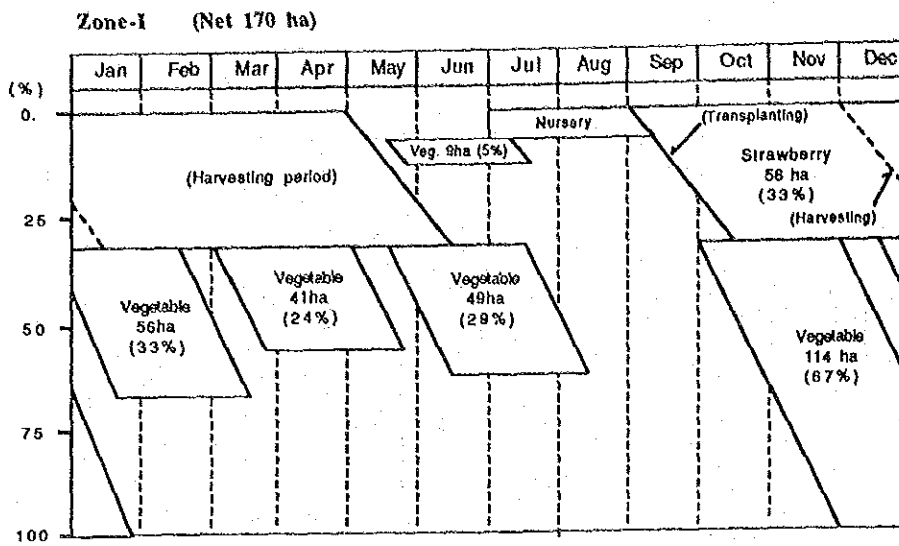 Zone-I (Net 170 ha)
Jan Feb Mar Apr May Jun Jul Aug Sep Oct Nov Dec
(%)
0.
Nursery
(Transplanting)
Veg. 9ha (5%)
Strawberry
56 ha
(33%)
(Harvesting period)
(Harvesting)
25
Vegetable
56ha
(33%)
Vegetable
41ha
(24%)
Vegetable
49ha
(29%)
50
Vegetable
114 ha
(67%)
75
100